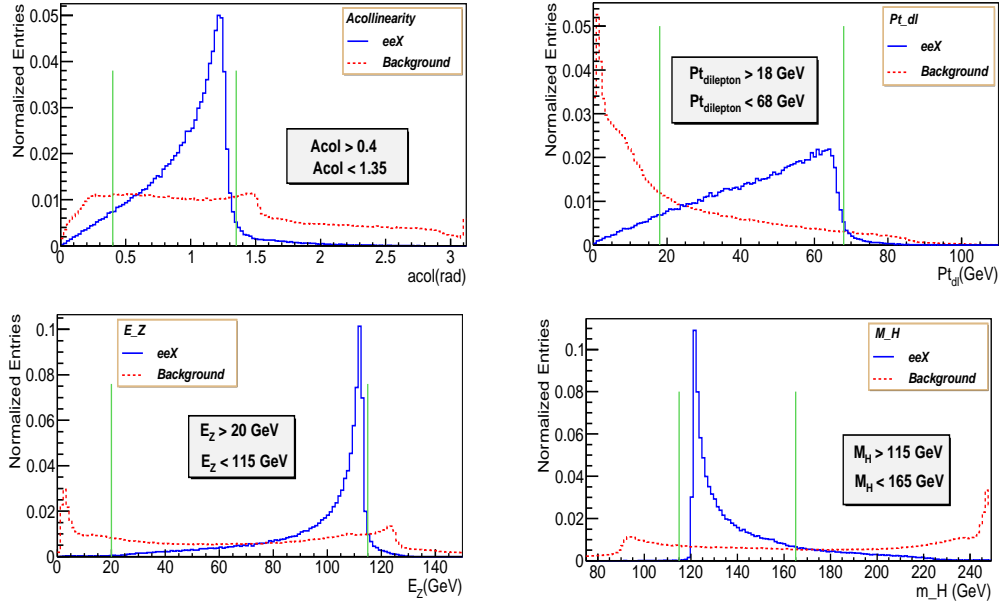 Normalized Entries
0.05
0.04
0.03
0.02
0.01
0
Acollinearity
eeX
Background
Acol > 0.4
Acol < 1.35
0 0.5 1 1.5 2 2.5 3
acol(rad)
Normalized Entries
0.05
0.04
0.03
0.02
0.01
0
Pt_dl
eeX
Background
Pt_dilepton > 18 GeV
Pt_dilepton < 68 GeV
0 20 40 60 80 100
Pt_dl(GeV)
Normalized Entries
0.1
0.08
0.06
0.04
0.02
0
E_Z
eeX
Background
E_Z > 20 GeV
E_Z < 115 GeV
0 20 40 60 80 100 120 140
E_Z(GeV)
Normalized Entries
0.1
0.08
0.06
0.04
0.02
0
M_H
eeX
Background
M_H > 115 GeV
M_H < 165 GeV
80 100 120 140 160 180 200 220 240
m_H (GeV)